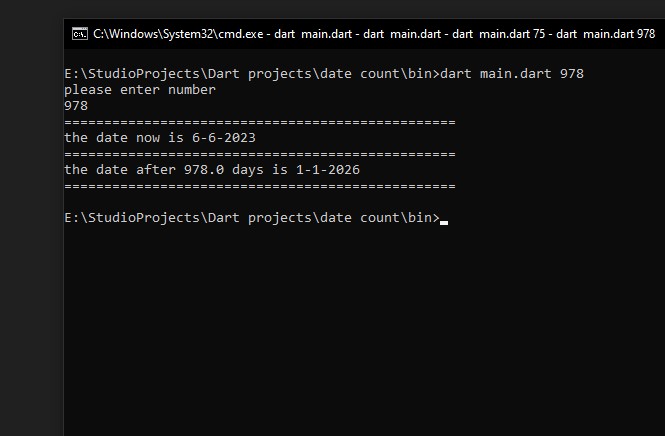 C:\Windows\System32\cmd.exe - dart  main.dart - dart  main.dart - dart  main.dart 75 - dart  main.dart 978
E:\StudioProjects\Dart projects\date count\bin>dart main.dart 978
please enter number
978
=================================================
the date now is 6-6-2023
=================================================
the date after 978.0 days is 1-1-2026
=================================================
E:\StudioProjects\Dart projects\date count\bin>